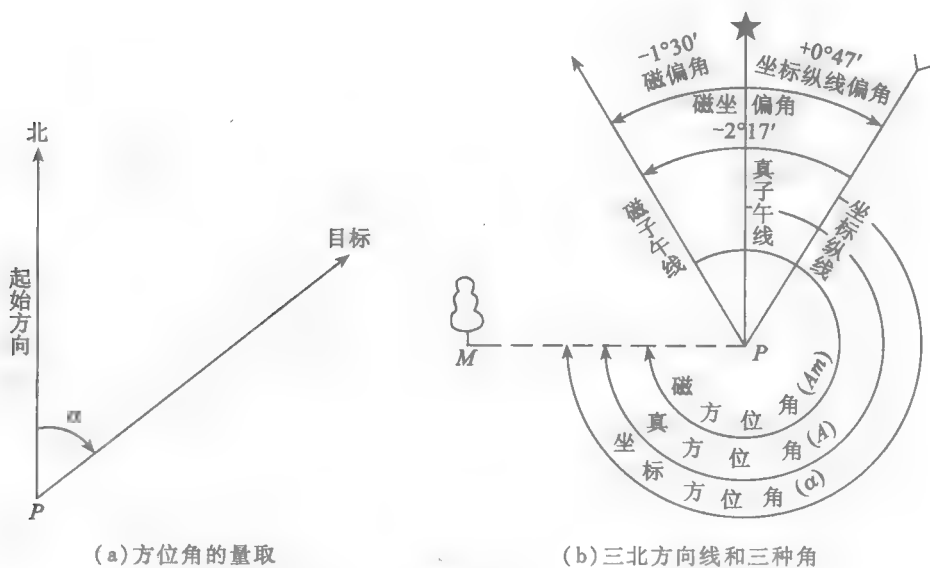 北
起始方向
目标
α
P
(a)方位角的量取
-1°30′
磁偏角
+0°47′
坐标纵线偏角
磁坐偏角
-2°17′
磁子午线
真子午线
坐标纵线
M
P
磁方位角(Am)
真方位角(A)
坐标方位角(α)
(b)三北方向线和三种角